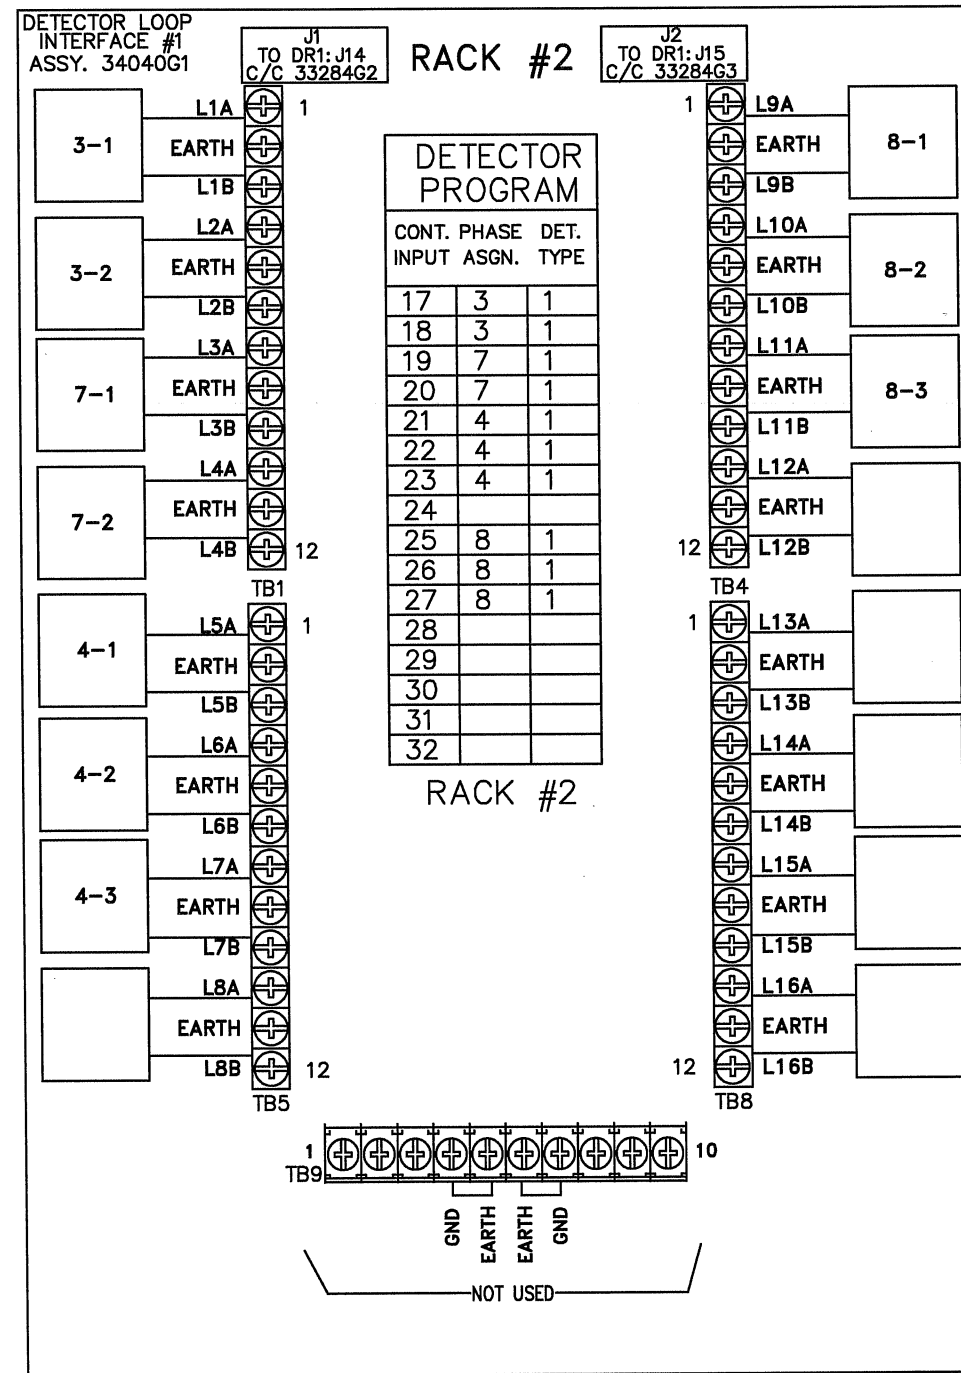 DETECTOR LOOP
INTERFACE #1
ASSY. 34040G1
J1
TO DR1:J14
C/C 33284G2
RACK #2
J2
TO DR1:J15
C/C 33284G3
3-1
L1A
EARTH
L1B
1
3-2
L2A
EARTH
L2B
7-1
L3A
EARTH
L3B
7-2
L4A
EARTH
L4B
12
TB1
4-1
L5A
EARTH
L5B
1
4-2
L6A
EARTH
L6B
4-3
L7A
EARTH
L7B
L8A
EARTH
L8B
12
TB5
DETECTOR
PROGRAM
CONT. PHASE DET.
INPUT ASGN. TYPE
17 3 1
18 3 1
19 7 1
20 7 1
21 4 1
22 4 1
23 4 1
24
25 8 1
26 8 1
27 8 1
28
29
30
31
32
RACK #2
1
L9A
EARTH
L9B
8-1
L10A
EARTH
L10B
8-2
L11A
EARTH
L11B
8-3
L12A
EARTH
12
L12B
TB4
1
L13A
EARTH
L13B
L14A
EARTH
L14B
L15A
EARTH
L15B
L16A
EARTH
12
L16B
TB8
1
TB9
10
GND
EARTH
EARTH
GND
NOT USED